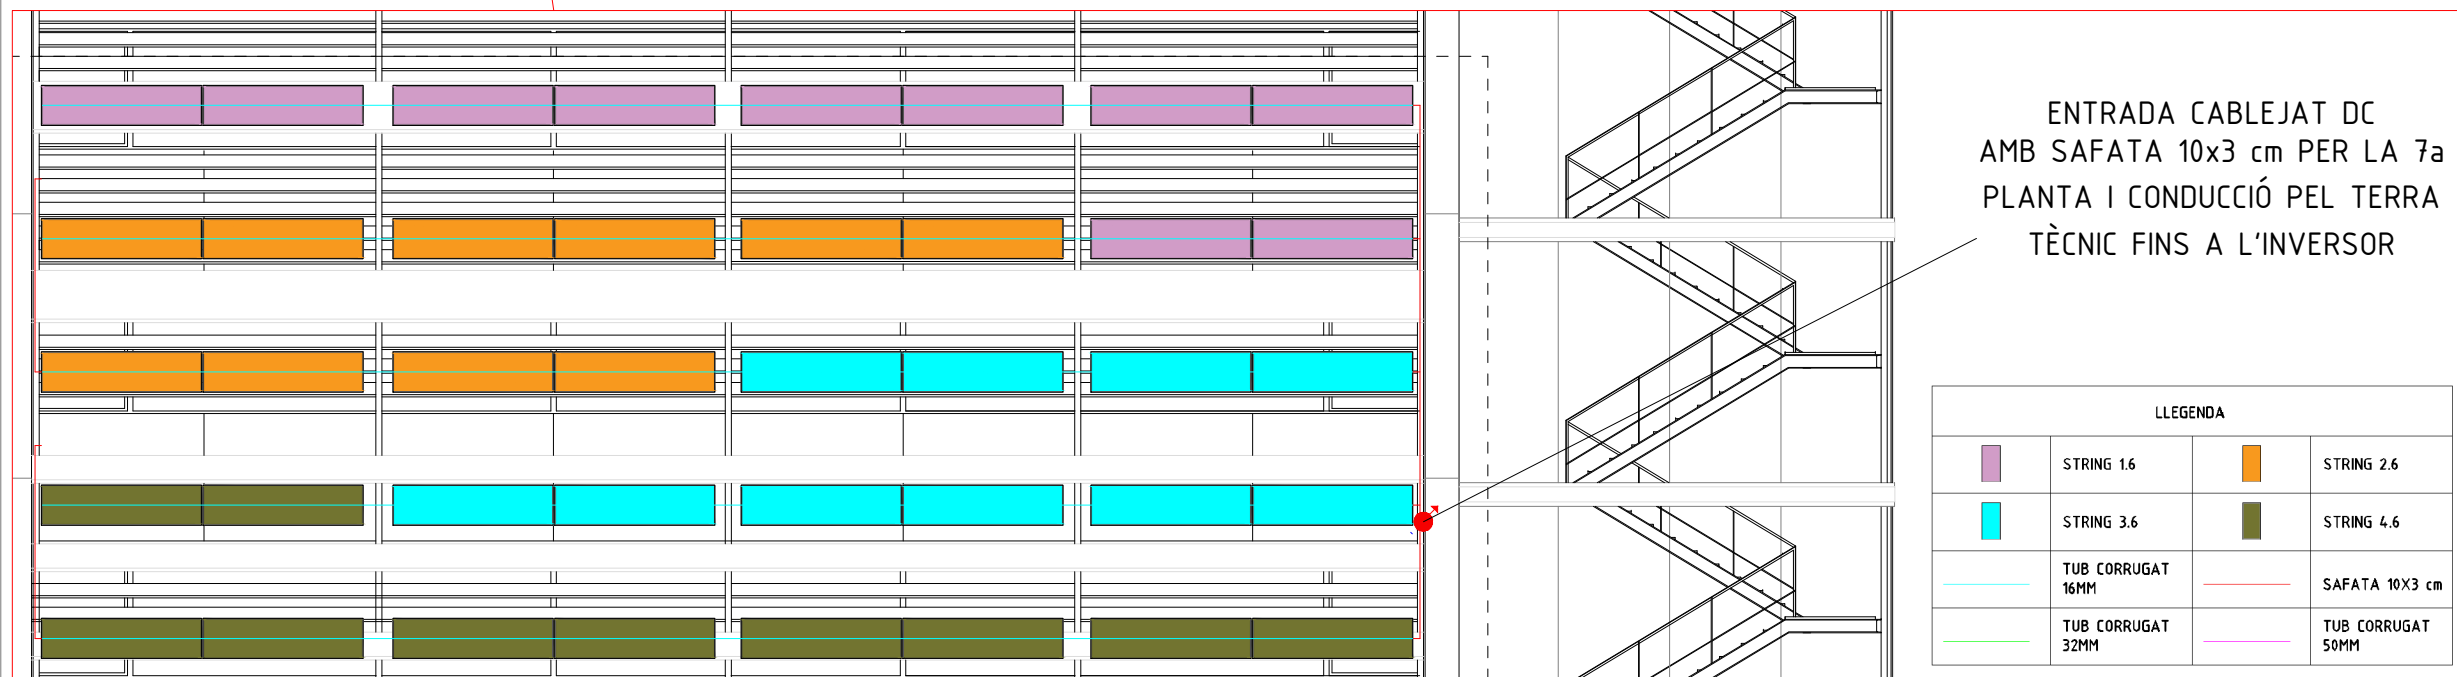 ENTRADA CABLEJAT DC
AMB SAFATA 10x3 cm PER LA 7a
PLANTA I CONDUCCIÓ PEL TERRA
TÈCNIC FINS A L'INVERSOR
LLEGENDA
STRING 1.6
STRING 2.6
STRING 3.6
STRING 4.6
TUB CORRUGAT
16MM
SAFATA 10X3 cm
TUB CORRUGAT
32MM
TUB CORRUGAT
50MM